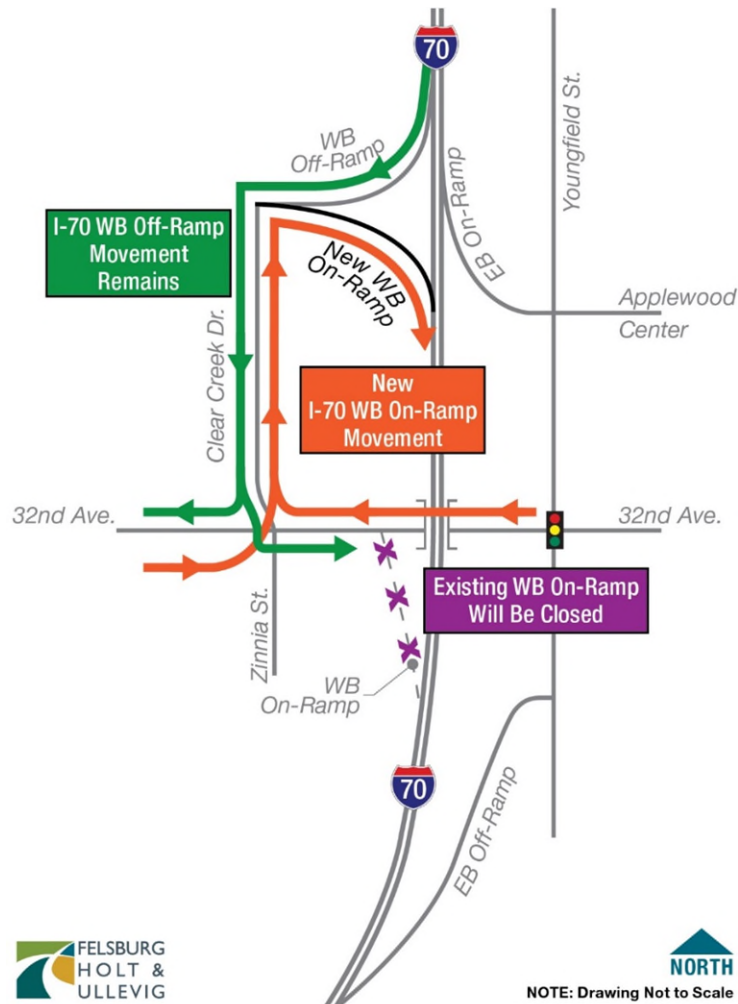 70
Youngfield St.
WB
Off-Ramp
EB On-Ramp
I-70 WB Off-Ramp
Movement
Remains
New WB
On-Ramp
Applewood
Center
Clear Creek Dr.
New
I-70 WB On-Ramp
Movement
32nd Ave.
32nd Ave.
Existing WB On-Ramp
Will Be Closed
Zinnia St.
WB
On-Ramp
70
EB Off-Ramp
FELSBURG
HOLT &
ULLEVIG
NORTH
NOTE: Drawing Not to Scale